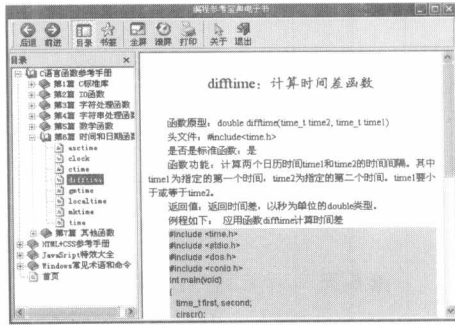 编程参考宝典电子书
后退 前进 目录 书签 全屏 滚屏 打印 关于 退出
目录
C语言函数参考手册
第1篇 C标准库
第2篇 IO函数
第3篇 字符处理函数
第4篇 字符串处理函数
第5篇 数学函数
第6篇 时间和日期函数
asctime
clock
ctime
difftime
gmtime
localtime
mktime
time
第7篇 其他函数
HTML+CSS参考手册
JavaSript特效大全
Windows常见术语和命令
首页
difftime：计算时间差函数
函数原型：double difftime(time_t time2, time_t time1)
头文件：#include<time.h>
是否是标准函数：是
函数功能：计算两个日历时间time1和time2的时间间隔。其中
time1 为指定的第一个时间，time2为指定的第二个时间。time1要小
于或等于time2。
返回值：返回时间差，以秒为单位的double类型。
例程如下： 应用函数difftime计算时间差
#include <time.h>
#include <stdio.h>
#include <dos.h>
#include <conio.h>
int main(void)
{
time_t first, second;
clrscr();